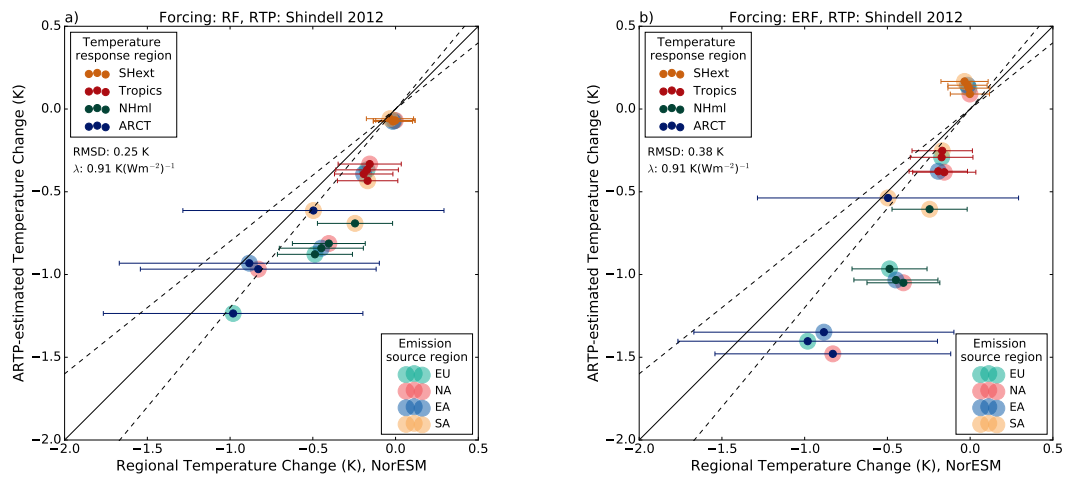 a)
Forcing: RF, RTP: Shindell 2012
0.5
0.0
−0.5
−1.0
−1.5
−2.0
ARTP-estimated Temperature Change (K)
Temperature
response region
SHext
Tropics
NHml
ARCT
RMSD: 0.25 K
λ: 0.91 K(Wm⁻²)⁻¹
Emission
source region
EU
NA
EA
SA
−2.0 −1.5 −1.0 −0.5 0.0 0.5
Regional Temperature Change (K), NorESM
b)
Forcing: ERF, RTP: Shindell 2012
0.5
0.0
−0.5
−1.0
−1.5
−2.0
ARTP-estimated Temperature Change (K)
Temperature
response region
SHext
Tropics
NHml
ARCT
RMSD: 0.38 K
λ: 0.91 K(Wm⁻²)⁻¹
Emission
source region
EU
NA
EA
SA
−2.0 −1.5 −1.0 −0.5 0.0 0.5
Regional Temperature Change (K), NorESM